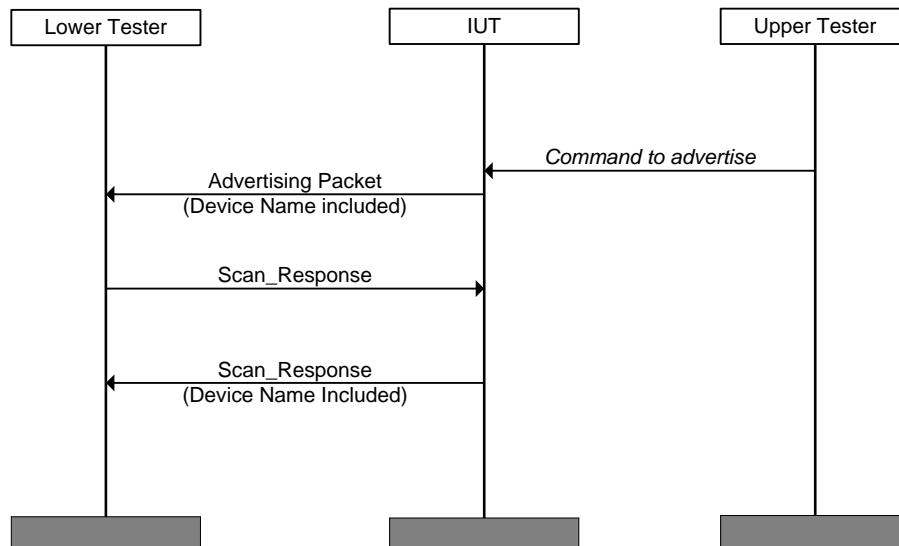 Lower Tester
IUT
Upper Tester
Command to advertise
Advertising Packet
(Device Name included)
Scan_Response
Scan_Response
(Device Name Included)